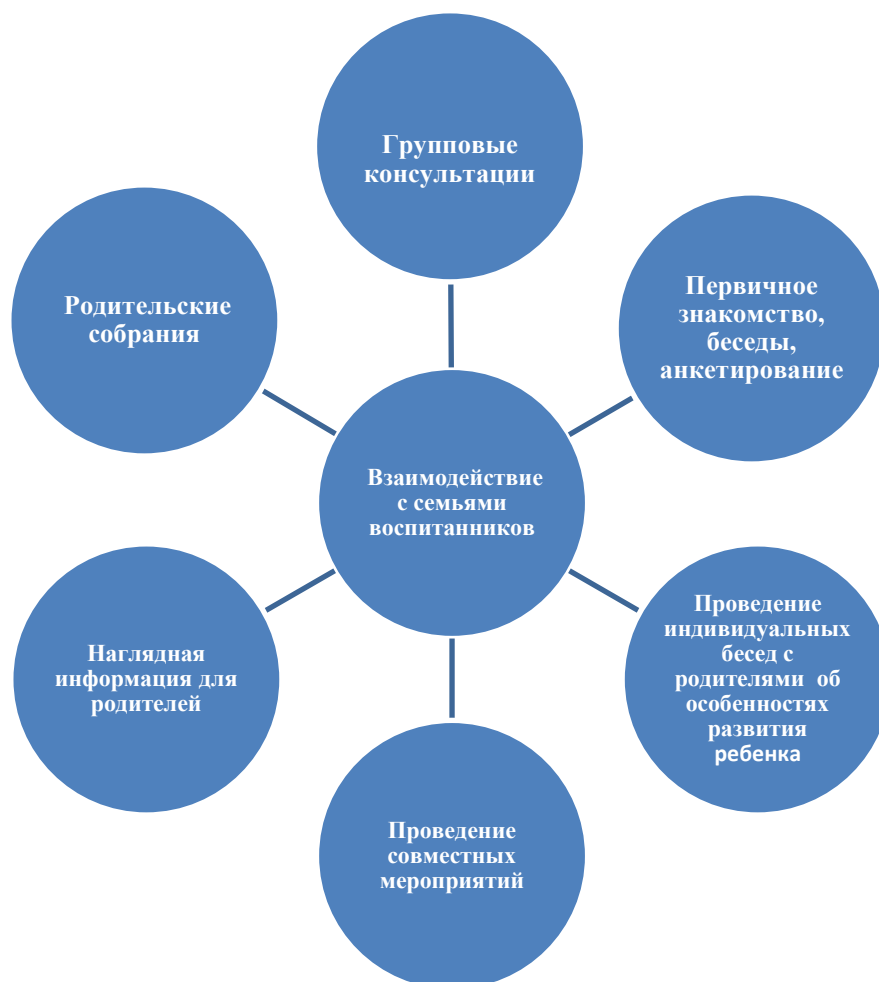 Групповые
консультации
Родительские
собрания
Первичное
знакомство,
беседы,
анкетирование
Взаимодействие
с семьями
воспитанников
Наглядная
информация для
родителей
Проведение
индивидуальных
бесед с
родителями об
особенностях
развития
ребенка
Проведение
совместных
мероприятий